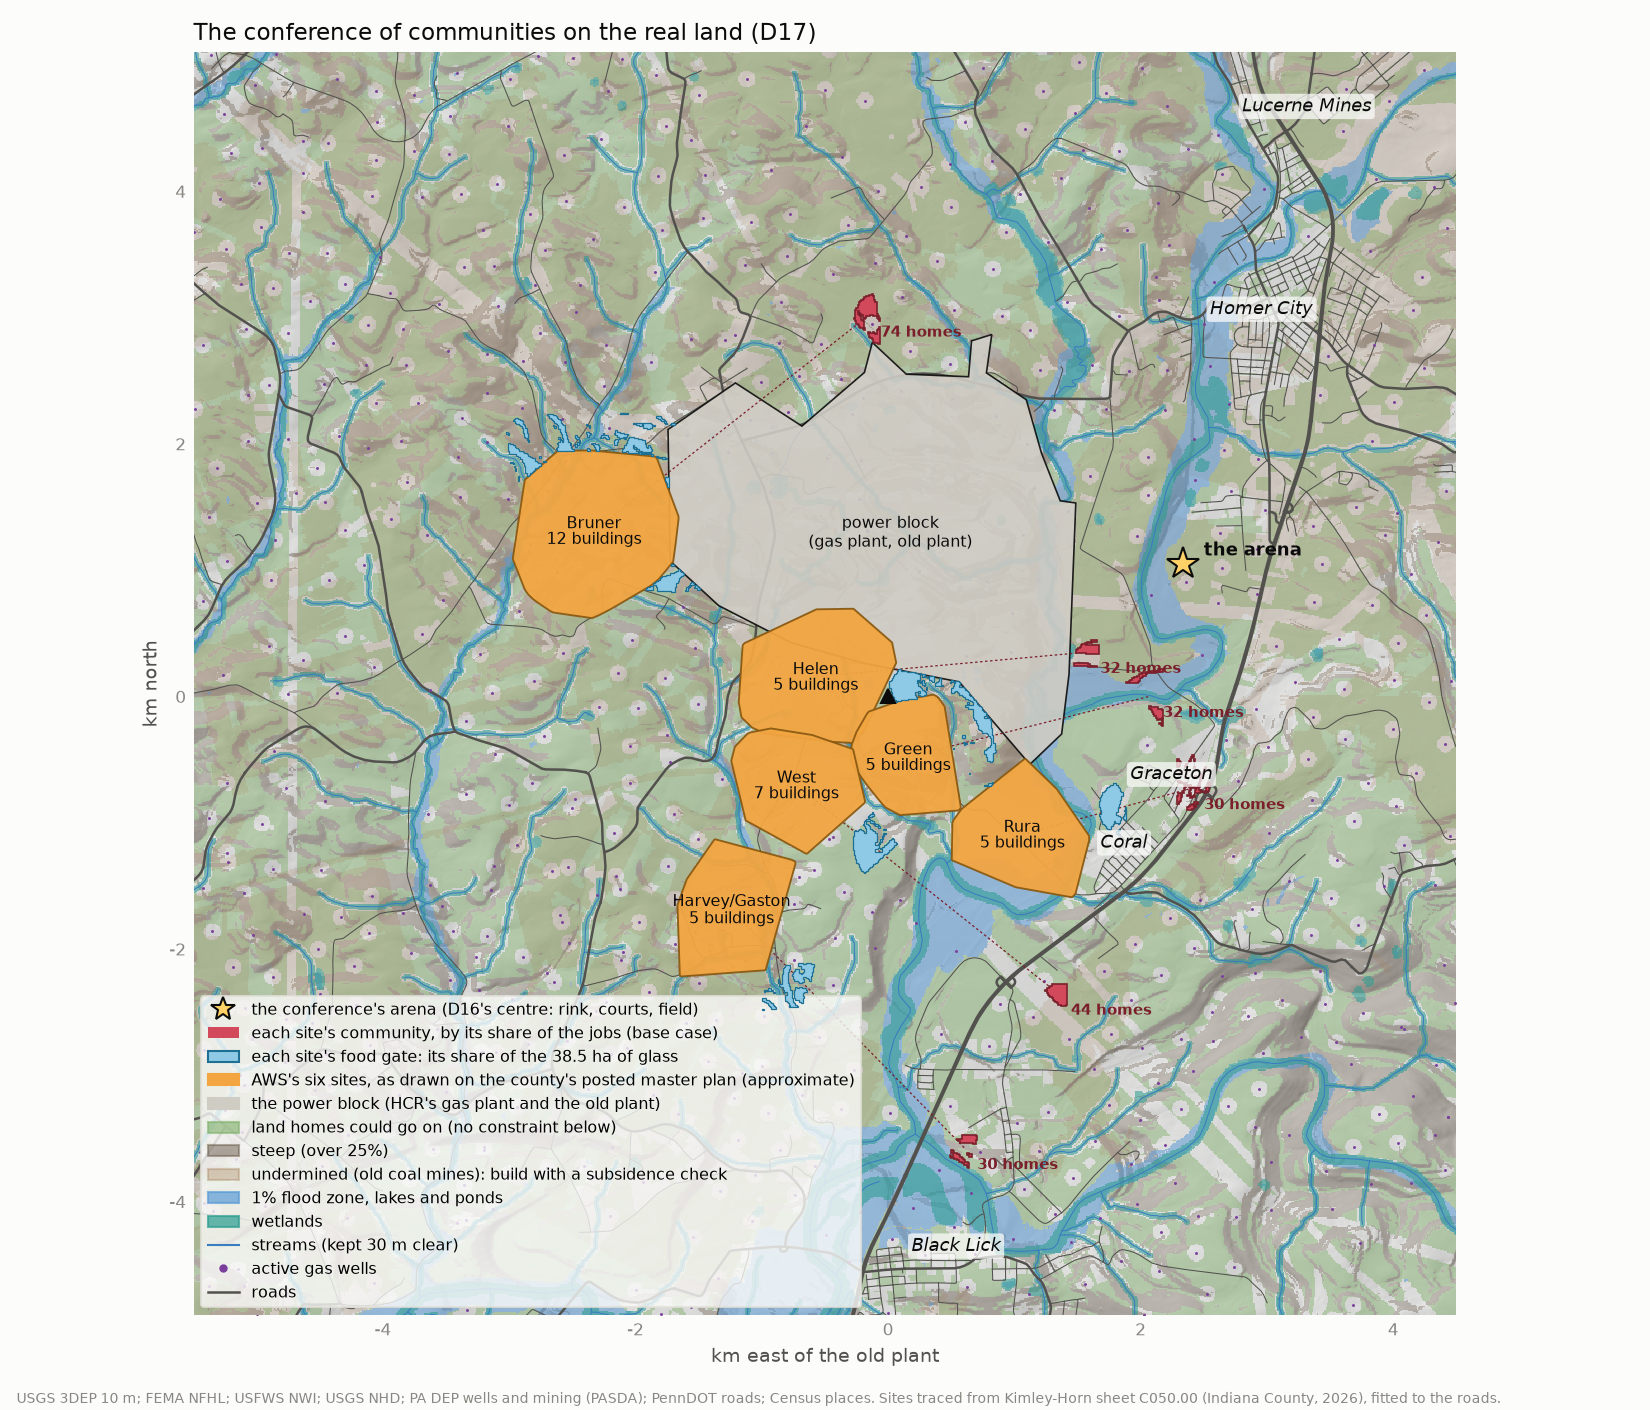 The conference of communities on the real land (D17)
Lucerne Mines
4
Homer City
74 homes
2
Bruner
12 buildings
power block
(gas plant, old plant)
the arena
km north
Helen
5 buildings
32 homes
0
32 homes
Green
5 buildings
West
7 buildings
Graceton
30 homes
Rura
5 buildings
Coral
Harvey/Gaston
5 buildings
-2
44 homes
the conference's arena (D16's centre: rink, courts, field)
each site's community, by its share of the jobs (base case)
each site's food gate: its share of the 38.5 ha of glass
AWS's six sites, as drawn on the county's posted master plan (approximate)
the power block (HCR's gas plant and the old plant)
land homes could go on (no constraint below)
steep (over 25%)
undermined (old coal mines): build with a subsidence check
1% flood zone, lakes and ponds
wetlands
streams (kept 30 m clear)
active gas wells
roads
30 homes
-4
Black Lick
-4
-2
0
2
4
km east of the old plant
USGS 3DEP 10 m; FEMA NFHL; USFWS NWI; USGS NHD; PA DEP wells and mining (PASDA); PennDOT roads; Census places. Sites traced from Kimley-Horn sheet C050.00 (Indiana County, 2026), fitted to the roads.